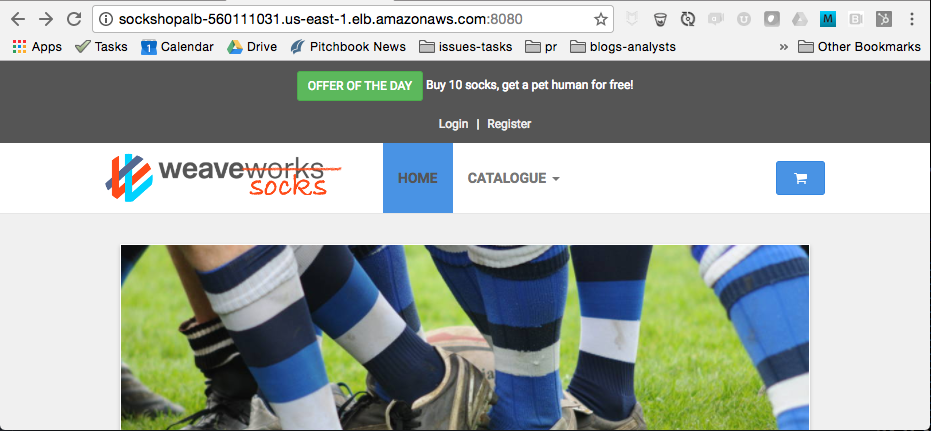 sockshopalb-560111031.us-east-1.elb.amazonaws.com:8080
Apps Tasks 1 Calendar Drive Pitchbook News issues-tasks pr blogs-analysts » Other Bookmarks
OFFER OF THE DAY Buy 10 socks, get a pet human for free!
Login | Register
weaveworks
socks
HOME CATALOGUE